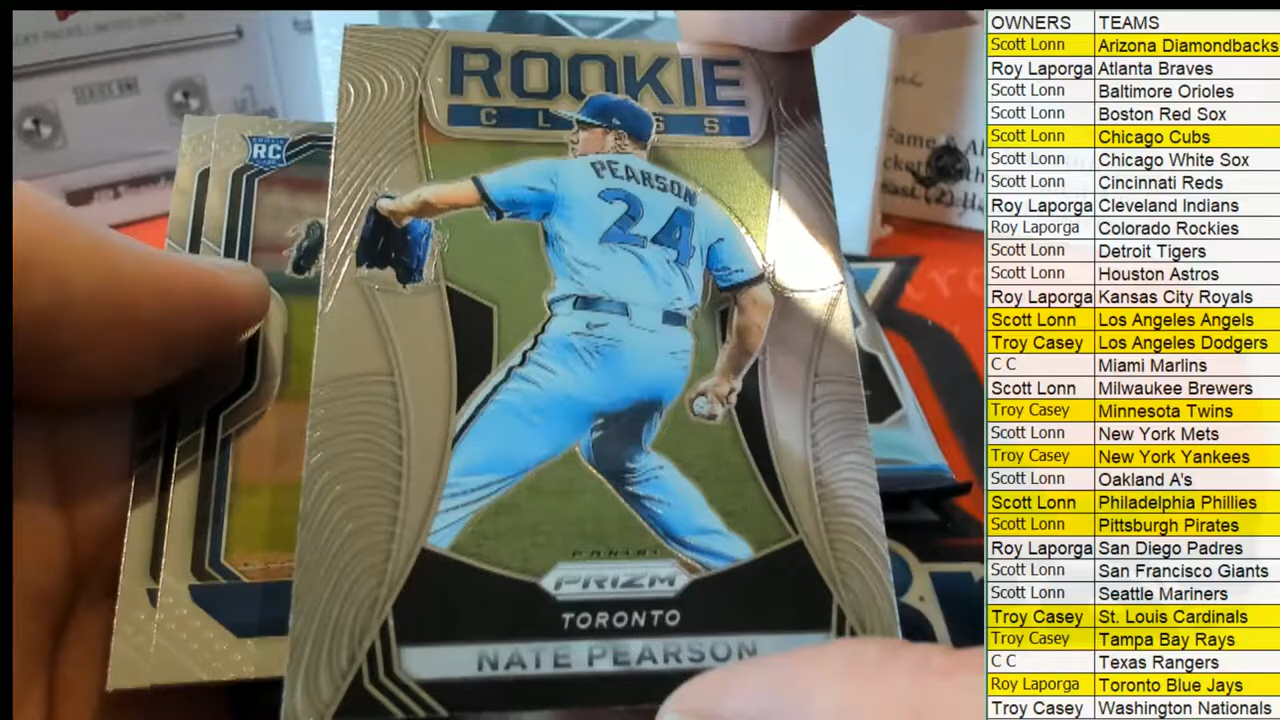 ROOKIE
CLASS
RC
PEARSON
24
PANINI
PRIZM
TORONTO
NATE PEARSON
SERIES ONE
OWNERS TEAMS
Scott Lonn Arizona Diamondbacks
Roy Laporga Atlanta Braves
Scott Lonn Baltimore Orioles
Scott Lonn Boston Red Sox
Scott Lonn Chicago Cubs
Scott Lonn Chicago White Sox
Scott Lonn Cincinnati Reds
Roy Laporga Cleveland Indians
Roy Laporga Colorado Rockies
Scott Lonn Detroit Tigers
Scott Lonn Houston Astros
Roy Laporga Kansas City Royals
Scott Lonn Los Angeles Angels
Troy Casey Los Angeles Dodgers
C C Miami Marlins
Scott Lonn Milwaukee Brewers
Troy Casey Minnesota Twins
Scott Lonn New York Mets
Troy Casey New York Yankees
Scott Lonn Oakland A's
Scott Lonn Philadelphia Phillies
Scott Lonn Pittsburgh Pirates
Roy Laporga San Diego Padres
Scott Lonn San Francisco Giants
Scott Lonn Seattle Mariners
Troy Casey St. Louis Cardinals
Troy Casey Tampa Bay Rays
C C Texas Rangers
Roy Laporga Toronto Blue Jays
Troy Casey Washington Nationals